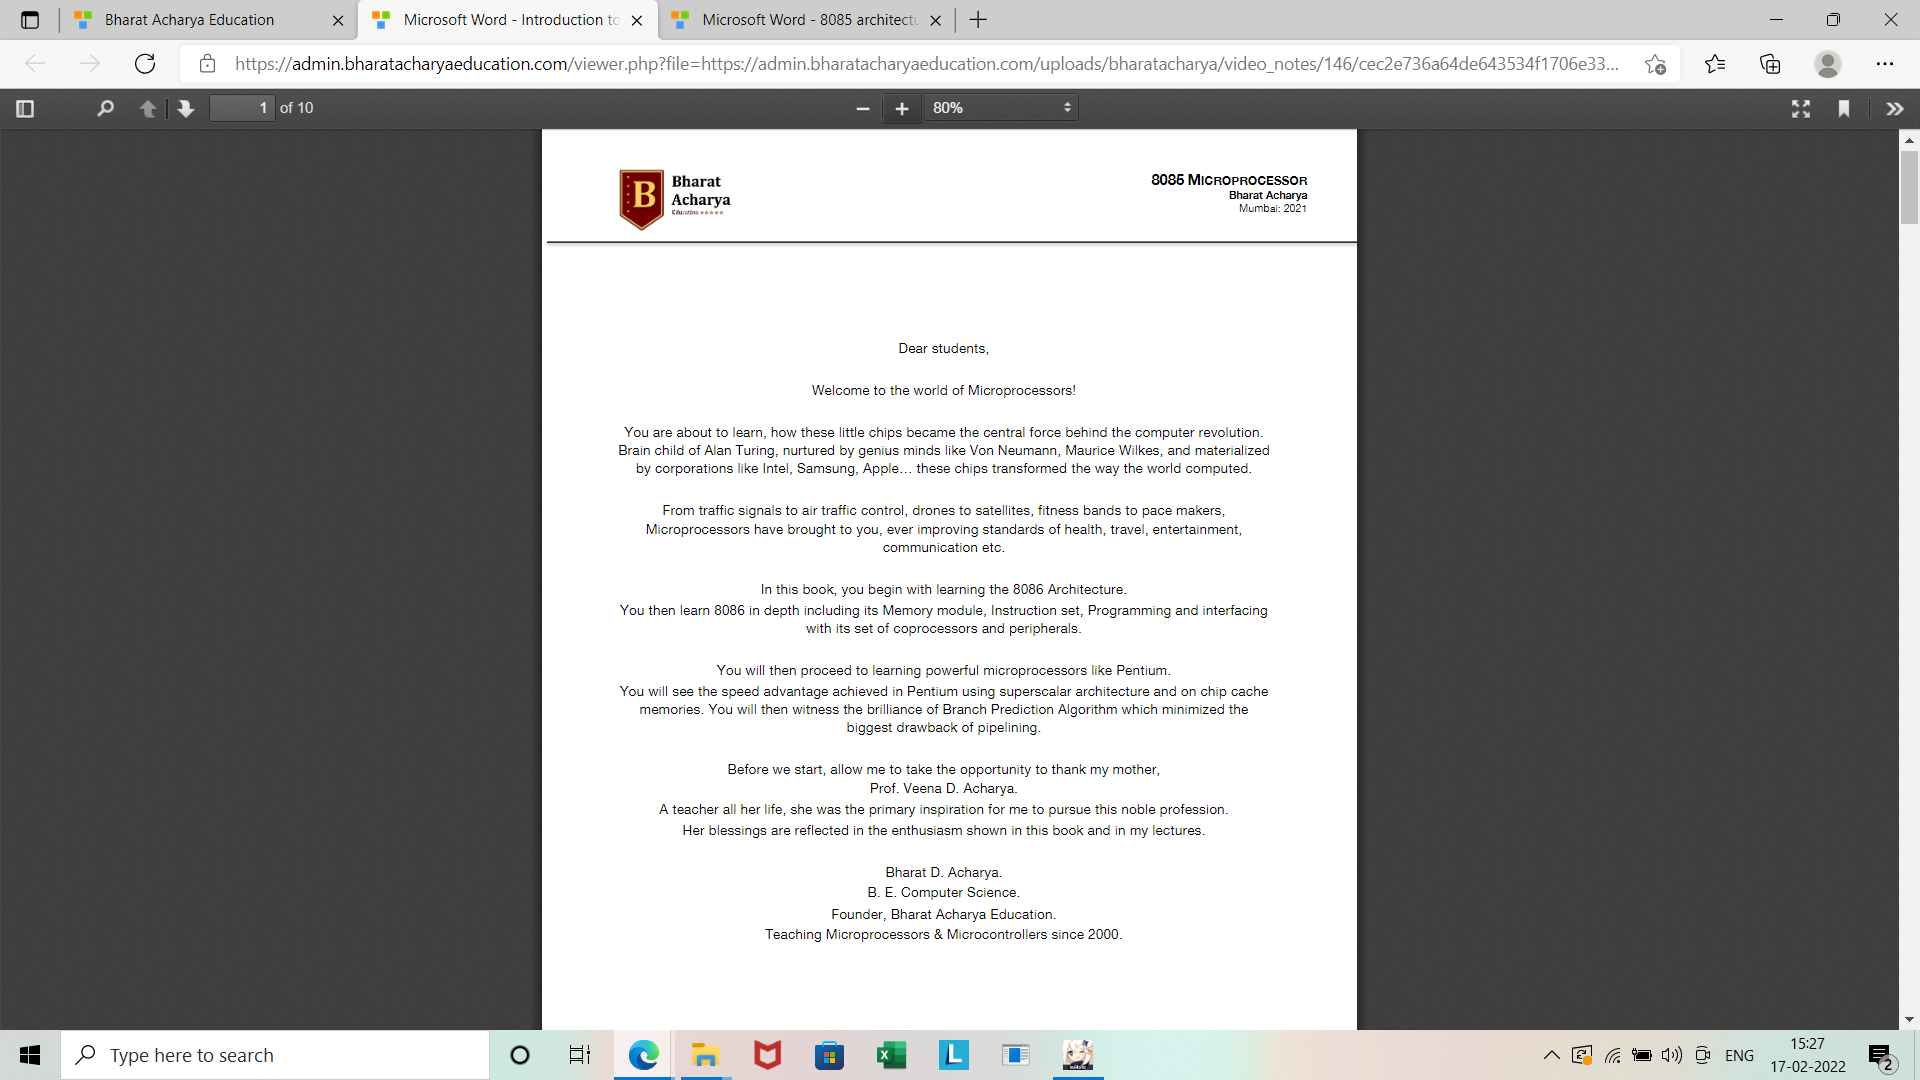 Bharat Acharya Education
Microsoft Word - Introduction to
Microsoft Word - 8085 architectu
https://admin.bharatacharyaeducation.com/viewer.php?file=https://admin.bharatacharyaeducation.com/uploads/bharatacharya/video_notes/146/cec2e736a64de643534f1706e33...
1 of 10
80%
B
Bharat
Acharya
Education
8085 MICROPROCESSOR
Bharat Acharya
Mumbai: 2021
Dear students,
Welcome to the world of Microprocessors!
You are about to learn, how these little chips became the central force behind the computer revolution.
Brain child of Alan Turing, nurtured by genius minds like Von Neumann, Maurice Wilkes, and materialized
by corporations like Intel, Samsung, Apple… these chips transformed the way the world computed.
From traffic signals to air traffic control, drones to satellites, fitness bands to pace makers,
Microprocessors have brought to you, ever improving standards of health, travel, entertainment,
communication etc.
In this book, you begin with learning the 8086 Architecture.
You then learn 8086 in depth including its Memory module, Instruction set, Programming and interfacing
with its set of coprocessors and peripherals.
You will then proceed to learning powerful microprocessors like Pentium.
You will see the speed advantage achieved in Pentium using superscalar architecture and on chip cache
memories. You will then witness the brilliance of Branch Prediction Algorithm which minimized the
biggest drawback of pipelining.
Before we start, allow me to take the opportunity to thank my mother,
Prof. Veena D. Acharya.
A teacher all her life, she was the primary inspiration for me to pursue this noble profession.
Her blessings are reflected in the enthusiasm shown in this book and in my lectures.
Bharat D. Acharya.
B. E. Computer Science.
Founder, Bharat Acharya Education.
Teaching Microprocessors & Microcontrollers since 2000.
Type here to search
L
ENG
15:27
17-02-2022
2